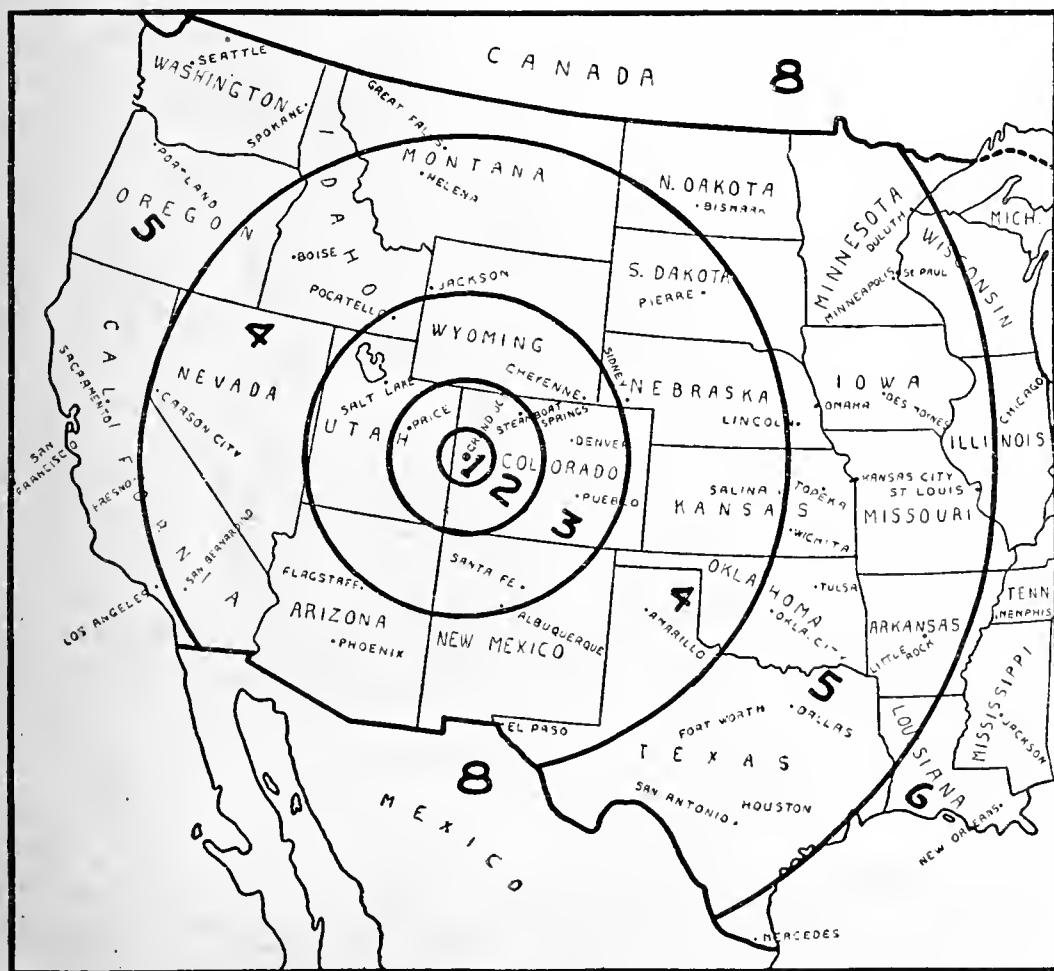 CANADA
8
SEATTLE
WASHINGTON
SPOKANE
GREAT FALLS
IDAHO
MONTANA
HELENA
N. DAKOTA
BISMARK
MINNESOTA
DULUTH
MICH.
WISCONSIN
PORTLAND
OREGON
5
BOISE
POCATELLO
JACKSON
S. DAKOTA
PIERRE
MINNEAPOLIS
ST PAUL
CALIFORNIA
4
NEVADA
WYOMING
CHEYENNE
SIDNEY
NEBRASKA
LINCOLN
IOWA
OMAHA
DES MOINES
CHICAGO
ILLINOIS
SACRAMENTO
CARSON CITY
SALT LAKE
UTAH
PRICE
GRAND JCT
STEAMBOAT
SPRINGS
DENVER
COLORADO
PUEBLO
1
2
3
SAN
FRANCISCO
FRESNO
SALINA
TOPEKA
KANSAS
WICHITA
KANSAS CITY
ST LOUIS
MISSOURI
SAN BERNARDINO
LOS ANGELES
FLAGSTAFF
ARIZONA
PHOENIX
SANTA FE
ALBUQUERQUE
NEW MEXICO
4
AMARILLO
OKLAHOMA
TULSA
OKLA. CITY
ARKANSAS
LITTLE
ROCK
TENN
MEMPHIS
MISSISSIPPI
JACKSON
5
EL PASO
FORT WORTH
DALLAS
TEXAS
SAN ANTONIO
HOUSTON
LOUSIANA
6
NEW ORLEANS
8
MEXICO
MERCEDES